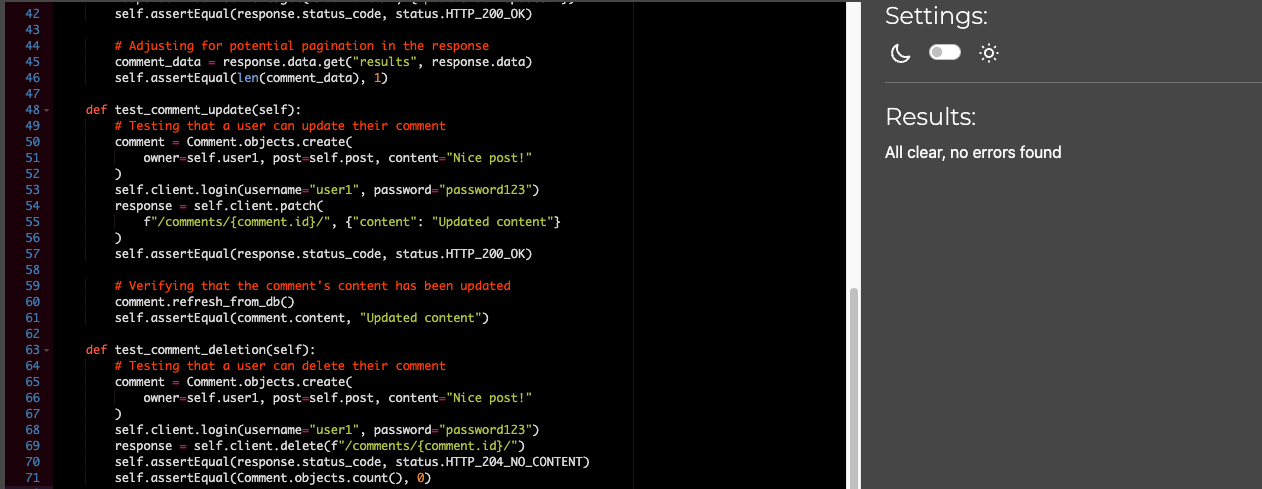 42 self.assertEqual(response.status_code, status.HTTP_200_OK)
43
44 # Adjusting for potential pagination in the response
45 comment_data = response.data.get("results", response.data)
46 self.assertEqual(len(comment_data), 1)
47
48 def test_comment_update(self):
49 # Testing that a user can update their comment
50 comment = Comment.objects.create(
51 owner=self.user1, post=self.post, content="Nice post!"
52 )
53 self.client.login(username="user1", password="password123")
54 response = self.client.patch(
55 f"/comments/{comment.id}/", {"content": "Updated content"}
56 )
57 self.assertEqual(response.status_code, status.HTTP_200_OK)
58
59 # Verifying that the comment's content has been updated
60 comment.refresh_from_db()
61 self.assertEqual(comment.content, "Updated content")
62
63 def test_comment_deletion(self):
64 # Testing that a user can delete their comment
65 comment = Comment.objects.create(
66 owner=self.user1, post=self.post, content="Nice post!"
67 )
68 self.client.login(username="user1", password="password123")
69 response = self.client.delete(f"/comments/{comment.id}/")
70 self.assertEqual(response.status_code, status.HTTP_204_NO_CONTENT)
71 self.assertEqual(Comment.objects.count(), 0)
Settings:
Results:
All clear, no errors found